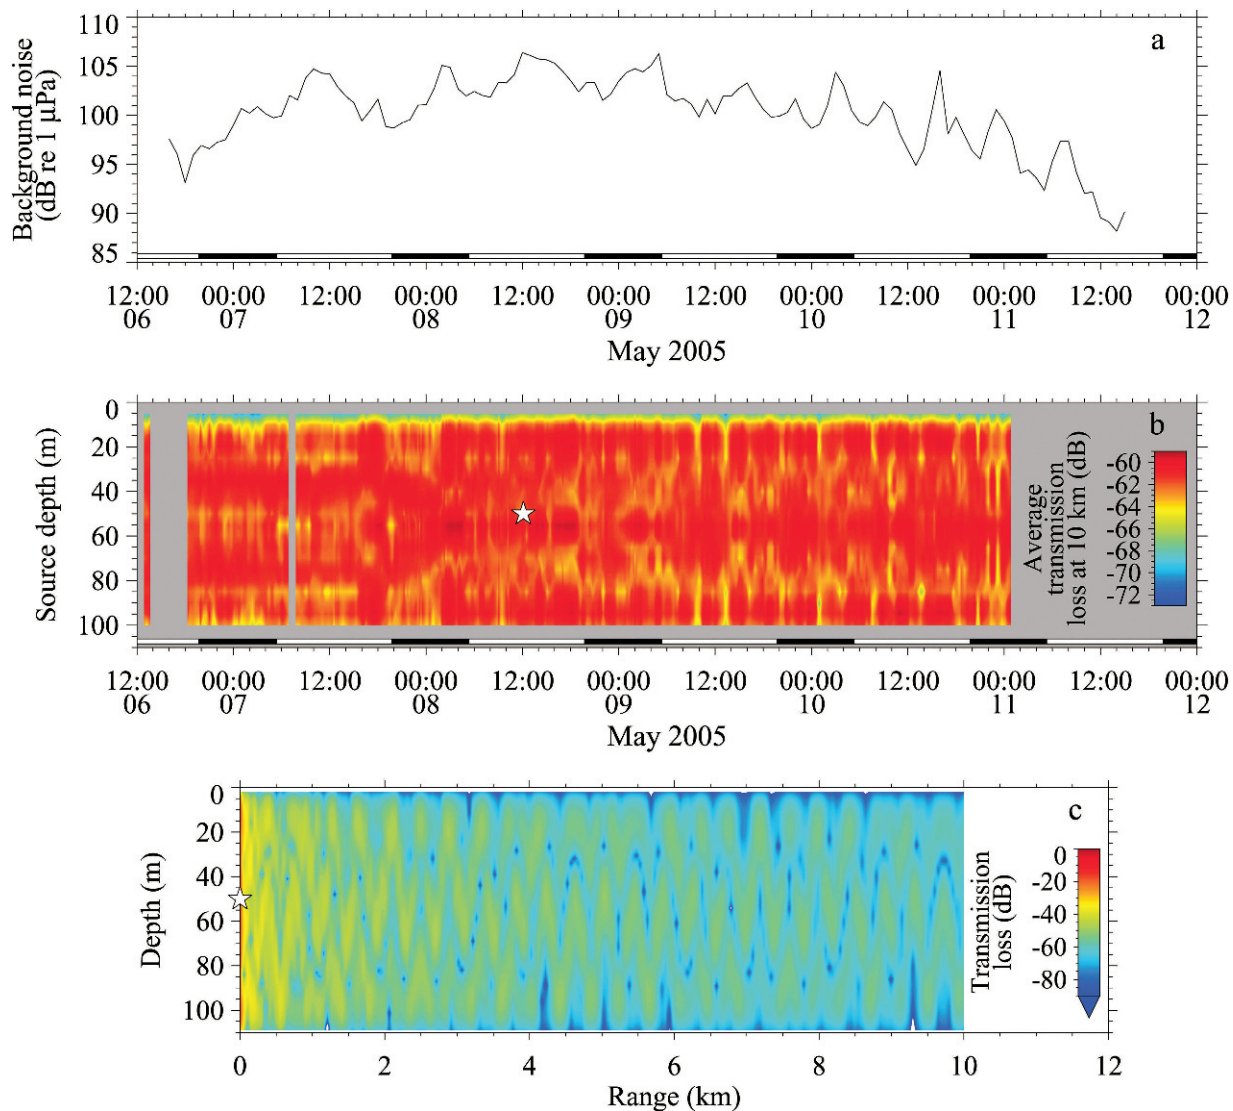 a
Background noise
(dB re 1 µPa)
110
105
100
95
90
85
12:00 00:00 12:00 00:00 12:00 00:00 12:00 00:00 12:00 00:00 12:00 00:00
06 07 08 09 10 11 12
May 2005
b
Source depth (m)
0
20
40
60
80
100
Average
transmission
loss at 10 km (dB)
-60
-62
-64
-66
-68
-70
-72
12:00 00:00 12:00 00:00 12:00 00:00 12:00 00:00 12:00 00:00 12:00 00:00
06 07 08 09 10 11 12
May 2005
c
Depth (m)
0
20
40
60
80
100
Transmission
loss (dB)
0
-20
-40
-60
-80
0 2 4 6 8 10 12
Range (km)